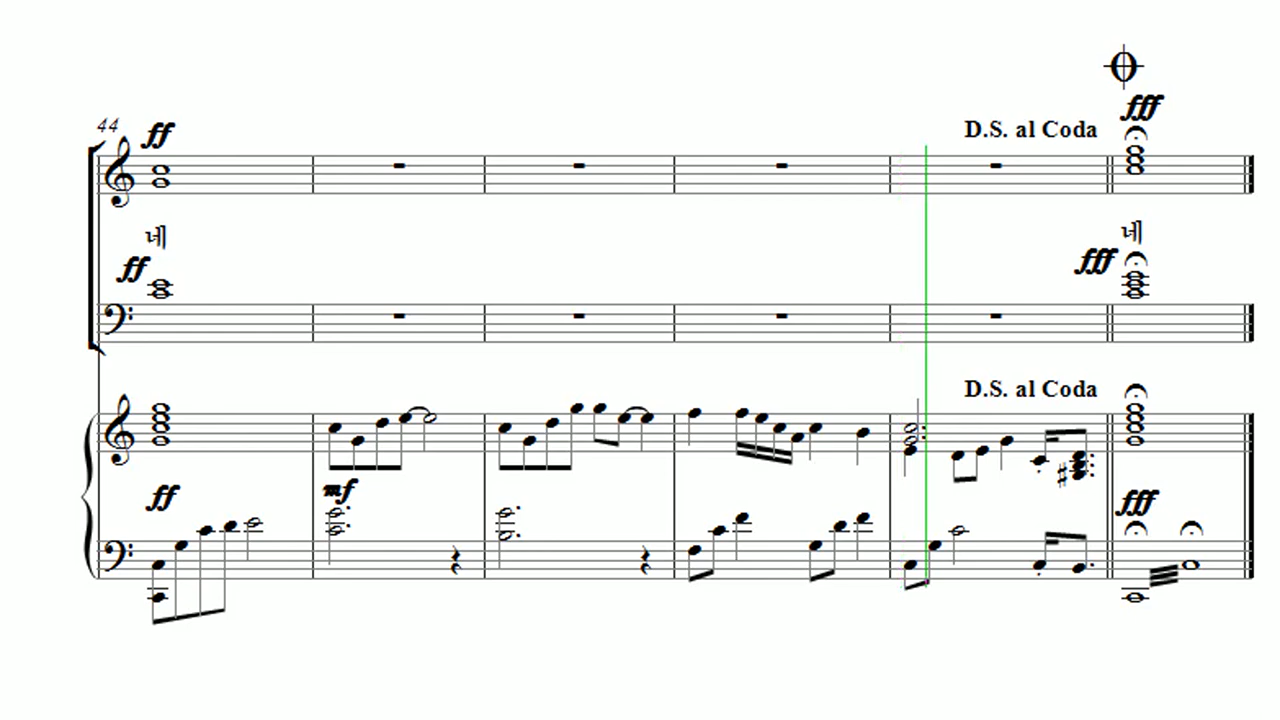 fff
44
ff
D.S. al Coda
네
네
ff
fff
D.S. al Coda
ff
mf
fff